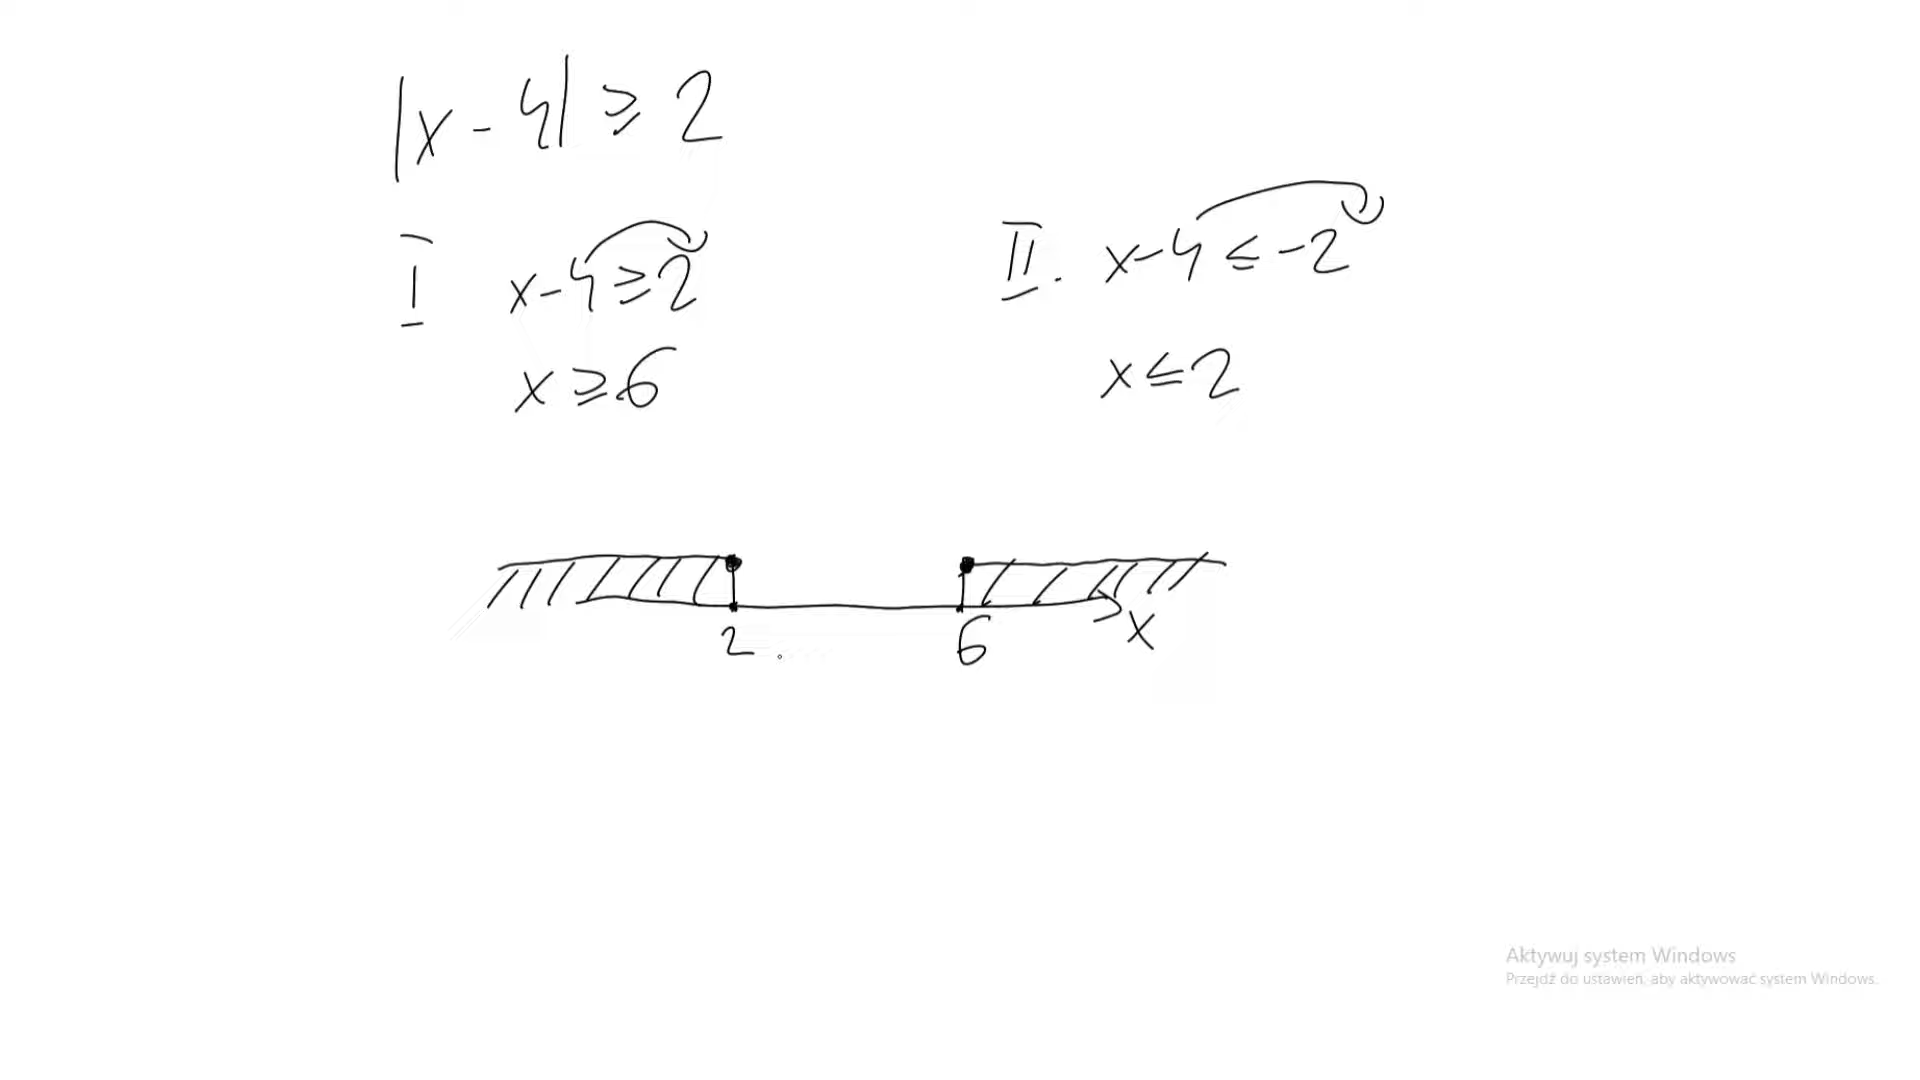 |x-4| ≥ 2
I x-4≥2
x ≥ 6
II. x-4 ≤ -2
x ≤ 2
2 6 x
Aktywuj system Windows
Przejdź do ustawień, aby aktywować system Windows.